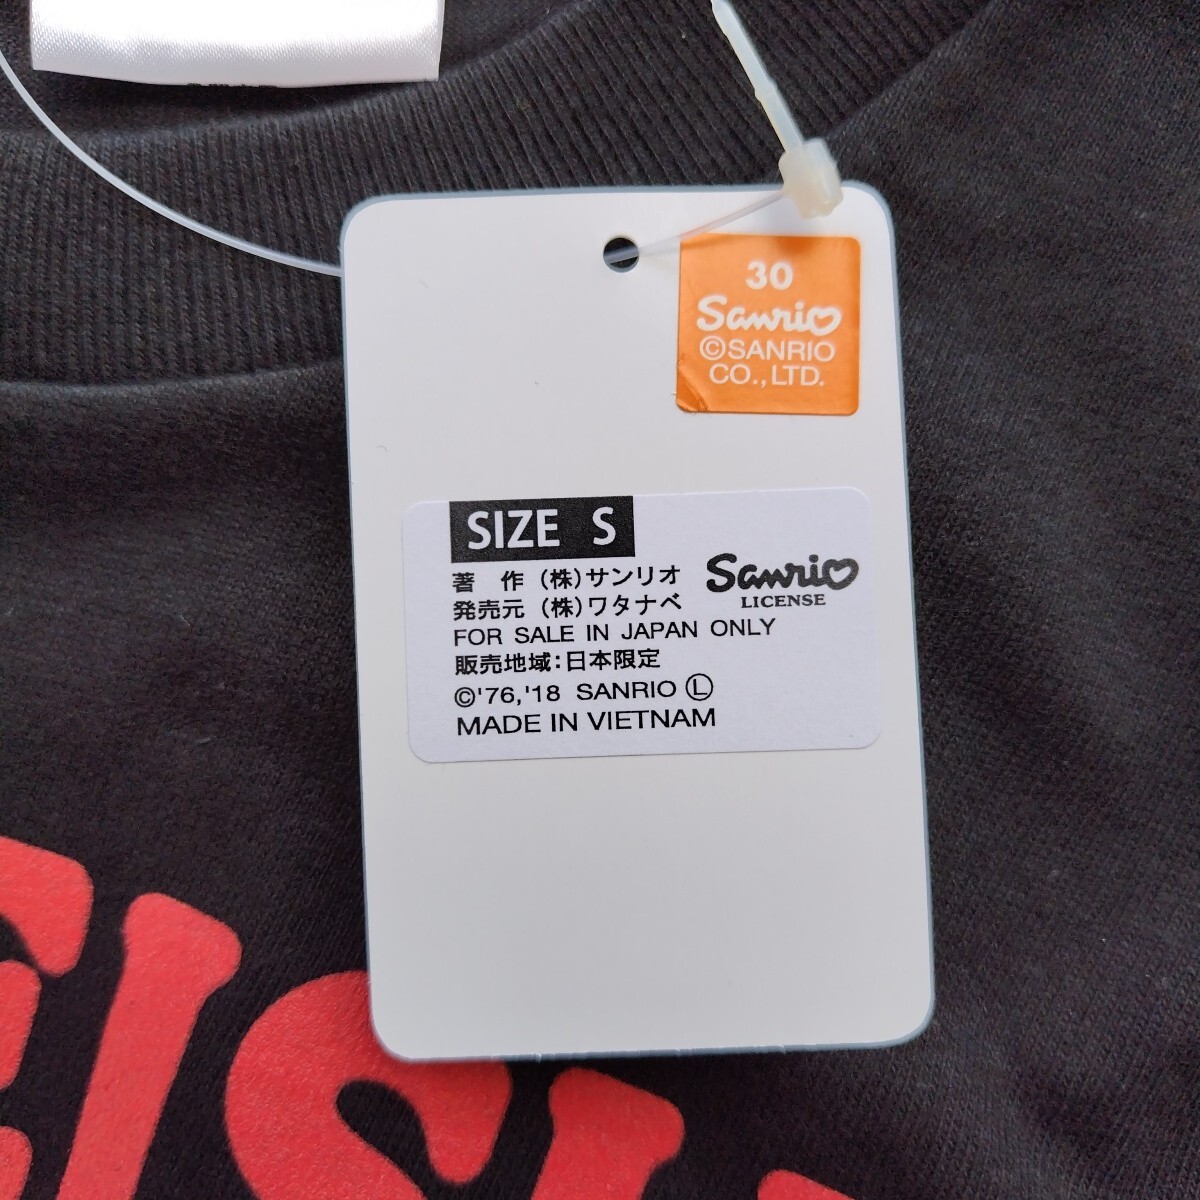 30
Sanrio
©SANRIO
CO.,LTD.
SIZE S
著 作 (株)サンリオ
発売元 (株)ワタナベ
Sanrio
LICENSE
FOR SALE IN JAPAN ONLY
販売地域:日本限定
©'76,'18 SANRIO Ⓛ
MADE IN VIETNAM